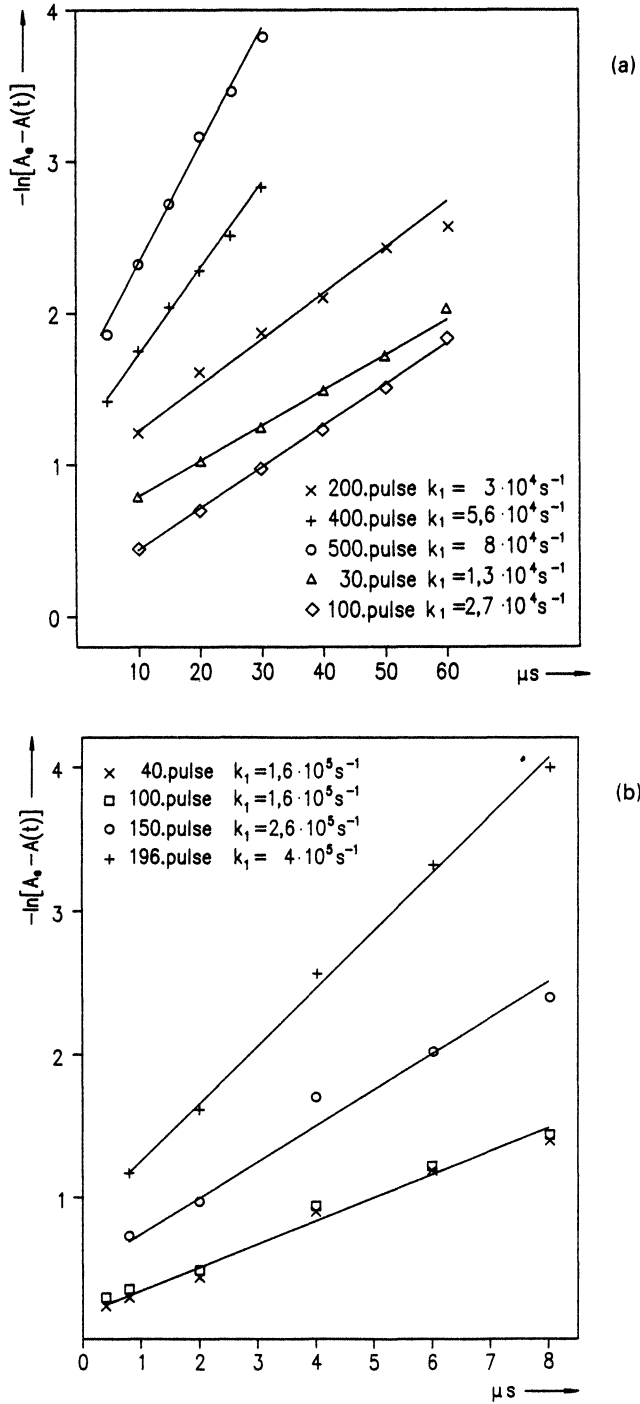 4
(a)
-ln[Aₑ-A(t)]
3
2
1
0
× 200.pulse k₁= 3·10⁴s⁻¹
+ 400.pulse k₁=5,6·10⁴s⁻¹
○ 500.pulse k₁= 8·10⁴s⁻¹
△ 30.pulse k₁=1,3·10⁴s⁻¹
◇ 100.pulse k₁=2,7·10⁴s⁻¹
10 20 30 40 50 60 µs
4
(b)
-ln[Aₑ-A(t)]
× 40.pulse k₁=1,6·10⁵s⁻¹
□ 100.pulse k₁=1,6·10⁵s⁻¹
○ 150.pulse k₁=2,6·10⁵s⁻¹
+ 196.pulse k₁= 4·10⁵s⁻¹
3
2
1
0 1 2 3 4 5 6 7 8
µs